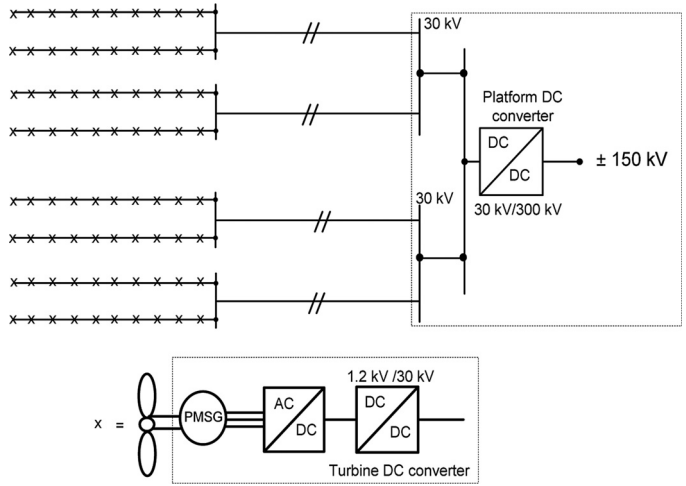 30 kV
Platform DC
converter
DC
DC
± 150 kV
30 kV/300 kV
30 kV
x =
PMSG
AC
DC
1.2 kV /30 kV
DC
DC
Turbine DC converter